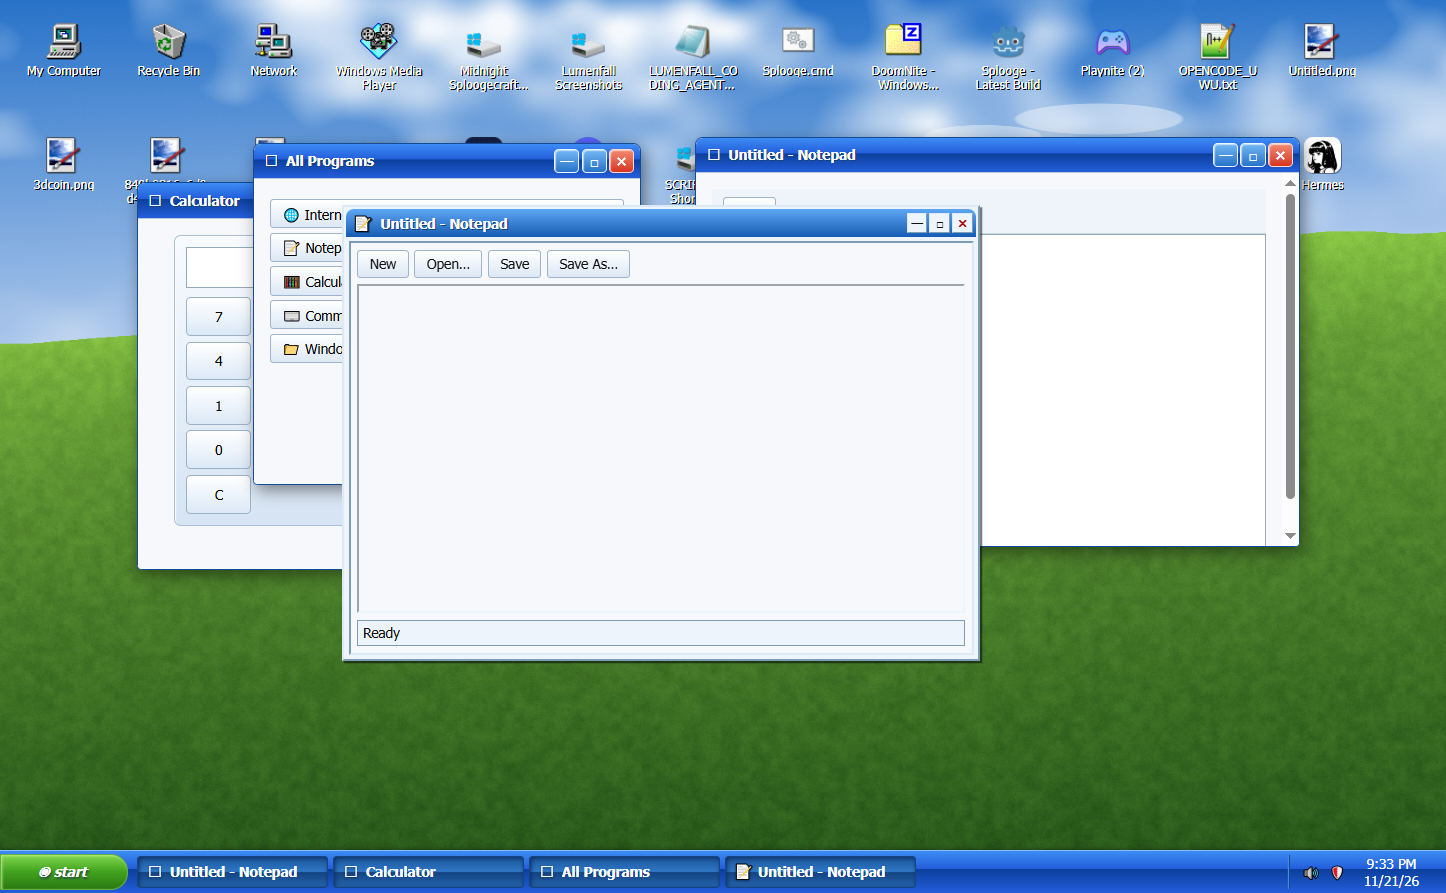 My Computer
Recycle Bin
Network
Windows Media
Player
Midnight
Sploogecraft...
Lumenfall
Screenshots
LUMENFALL_CO
DING_AGENT...
Splooge.cmd
DoomNite -
Windows...
Splooge -
Latest Build
Playnite (2)
OPENCODE_U
WU.txt
Untitled.png
3dcoin.png
Hermes
All Programs
Intern
Notep
Calcul
Comm
Windo
Calculator
7
4
1
0
C
Untitled - Notepad
Untitled - Notepad
New
Open...
Save
Save As...
Ready
start
Untitled - Notepad
Calculator
All Programs
Untitled - Notepad
9:33 PM
11/21/26